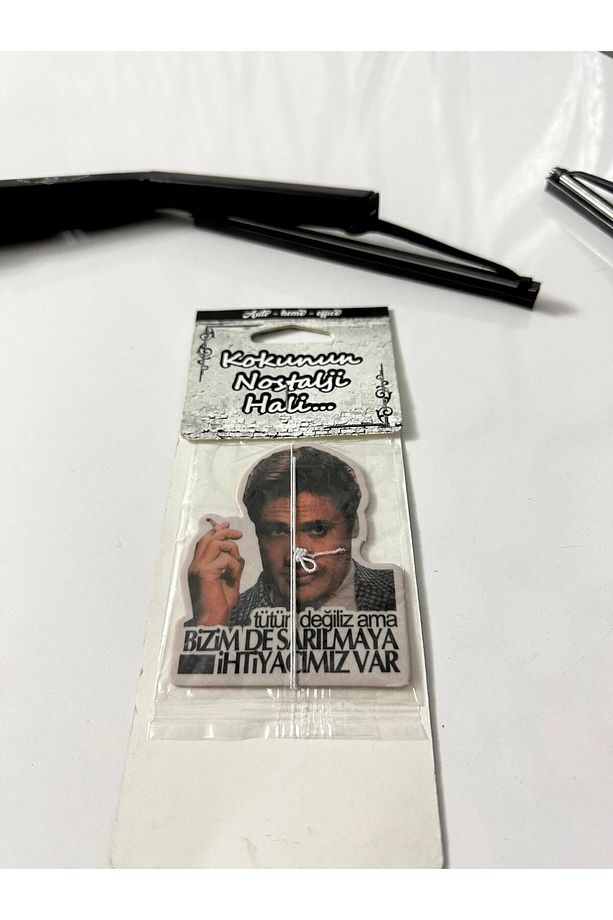 Auto - home - office
Kokunun
Nostalji
Hali....
tütün değiliz ama
BİZİM DE SARILMAYA
İHTİYACIMIZ VAR